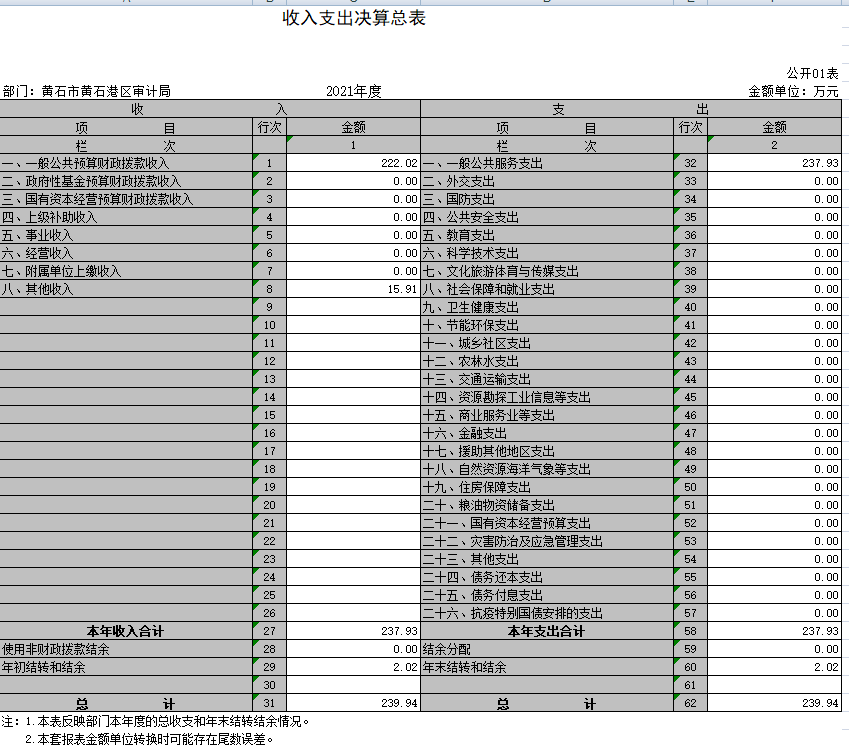 收入支出决算总表
公开01表
部门：黄石市黄石港区审计局 2021年度 金额单位：万元
收 入 支 出
项 目 行次 金额 项 目 行次 金额
栏 次 1 栏 次 2
一、一般公共预算财政拨款收入 1 222.02 一、一般公共服务支出 32 237.93
二、政府性基金预算财政拨款收入 2 0.00 二、外交支出 33 0.00
三、国有资本经营预算财政拨款收入 3 0.00 三、国防支出 34 0.00
四、上级补助收入 4 0.00 四、公共安全支出 35 0.00
五、事业收入 5 0.00 五、教育支出 36 0.00
六、经营收入 6 0.00 六、科学技术支出 37 0.00
七、附属单位上缴收入 7 0.00 七、文化旅游体育与传媒支出 38 0.00
八、其他收入 8 15.91 八、社会保障和就业支出 39 0.00
9 九、卫生健康支出 40 0.00
10 十、节能环保支出 41 0.00
11 十一、城乡社区支出 42 0.00
12 十二、农林水支出 43 0.00
13 十三、交通运输支出 44 0.00
14 十四、资源勘探工业信息等支出 45 0.00
15 十五、商业服务业等支出 46 0.00
16 十六、金融支出 47 0.00
17 十七、援助其他地区支出 48 0.00
18 十八、自然资源海洋气象等支出 49 0.00
19 十九、住房保障支出 50 0.00
20 二十、粮油物资储备支出 51 0.00
21 二十一、国有资本经营预算支出 52 0.00
22 二十二、灾害防治及应急管理支出 53 0.00
23 二十三、其他支出 54 0.00
24 二十四、债务还本支出 55 0.00
25 二十五、债务付息支出 56 0.00
26 二十六、抗疫特别国债安排的支出 57 0.00
本年收入合计 27 237.93 本年支出合计 58 237.93
使用非财政拨款结余 28 0.00 结余分配 59 0.00
年初结转和结余 29 2.02 年末结转和结余 60 2.02
30 61
总 计 31 239.94 总 计 62 239.94
注：1.本表反映部门本年度的总收支和年末结转结余情况。
2.本套报表金额单位转换时可能存在尾数误差。